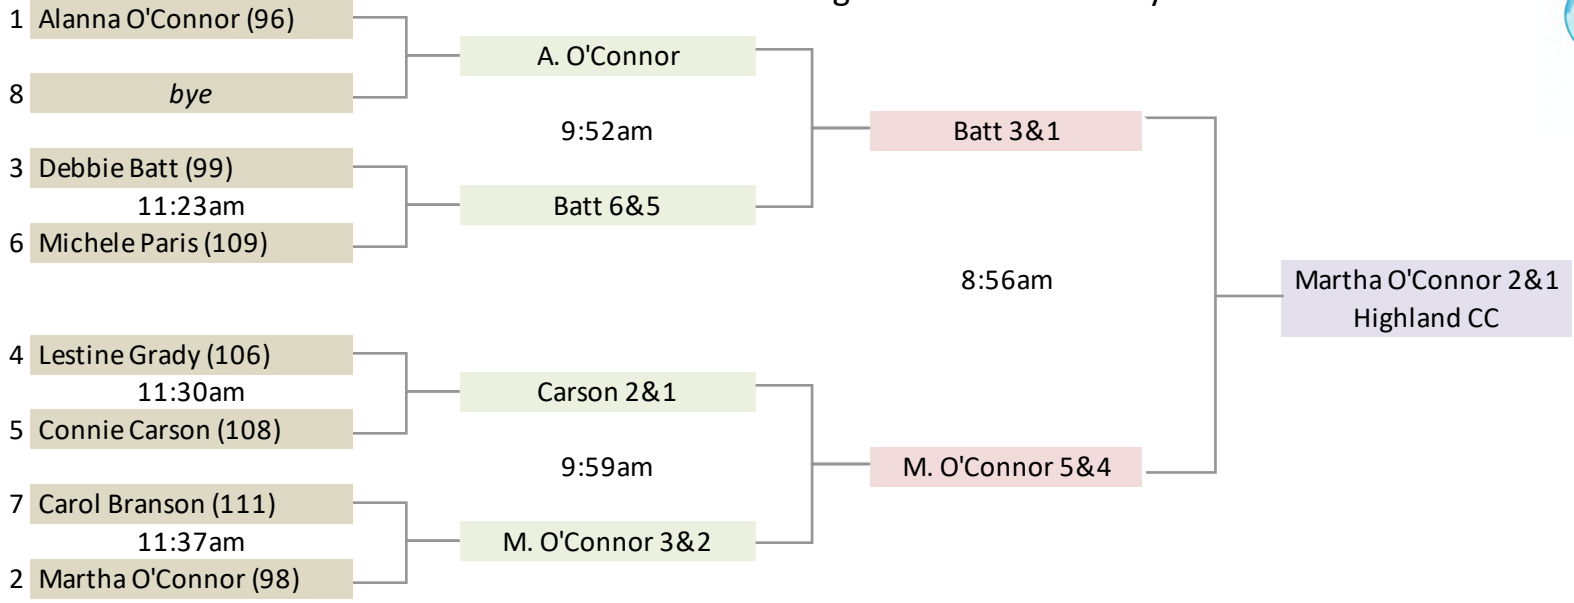 1 Alanna O'Connor (96)
A. O'Connor
8 bye
9:52am
Batt 3&1
3 Debbie Batt (99)
11:23am
Batt 6&5
6 Michele Paris (109)
8:56am
Martha O'Connor 2&1
Highland CC
4 Lestine Grady (106)
11:30am
Carson 2&1
5 Connie Carson (108)
9:59am
M. O'Connor 5&4
7 Carol Branson (111)
11:37am
M. O'Connor 3&2
2 Martha O'Connor (98)